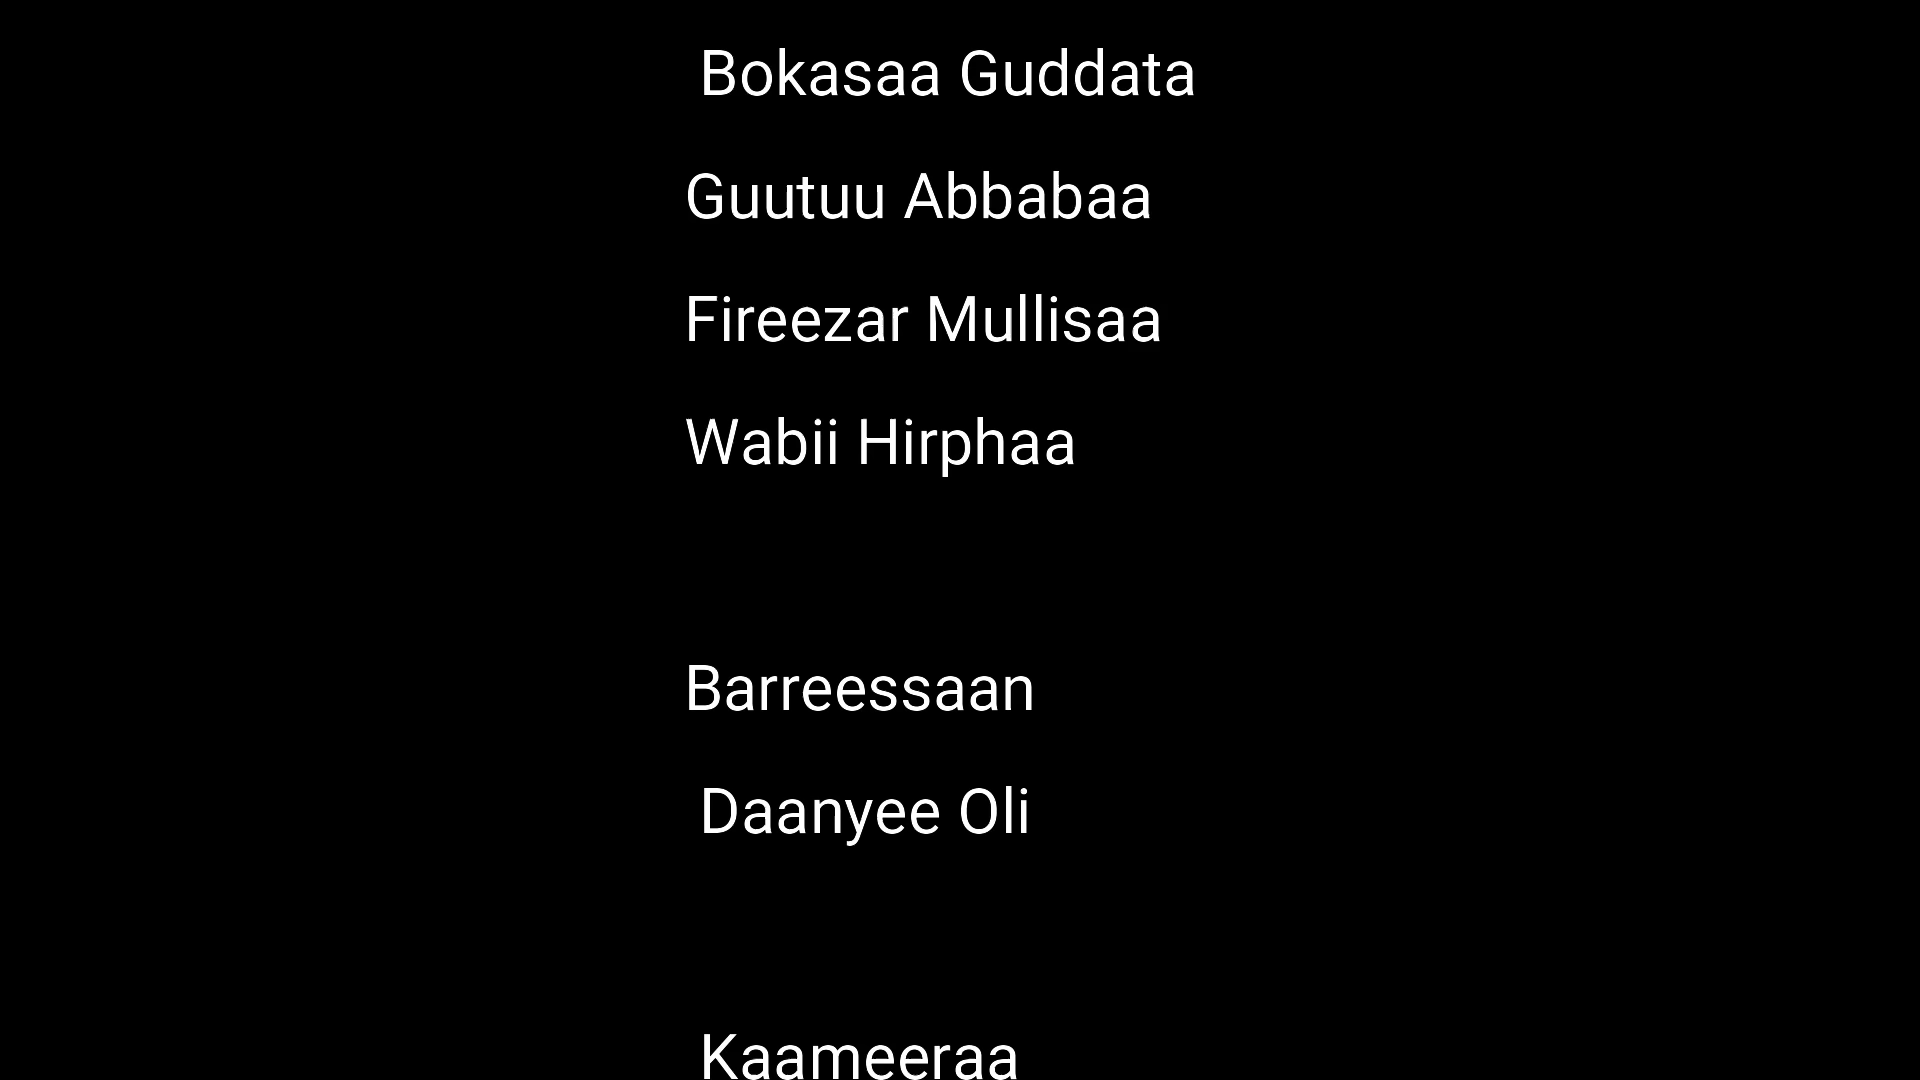 Bokasaa Guddata
Guutuu Abbabaa
Fireezar Mullisaa
Wabii Hirphaa
Barreessaan
Daanyee Oli
Kaameeraa